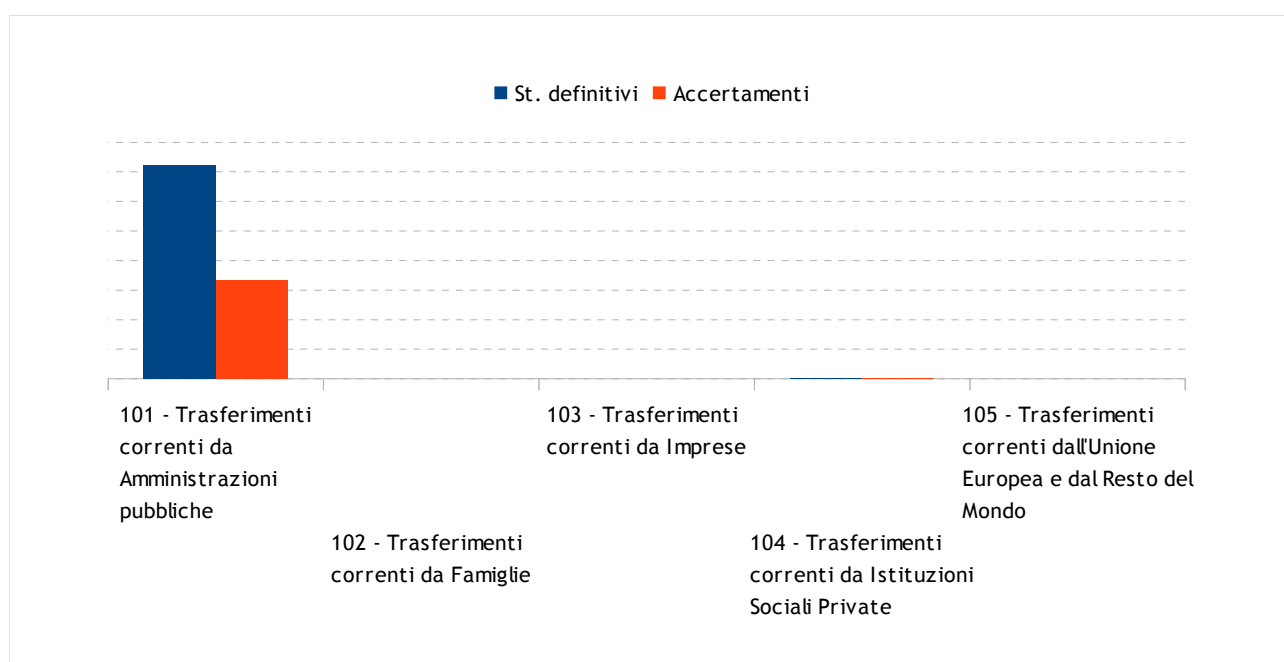 St. definitivi Accertamenti
101 - Trasferimenti
correnti da
Amministrazioni
pubbliche
102 - Trasferimenti
correnti da Famiglie
103 - Trasferimenti
correnti da Imprese
104 - Trasferimenti
correnti da Istituzioni
Sociali Private
105 - Trasferimenti
correnti dall'Unione
Europea e dal Resto del
Mondo